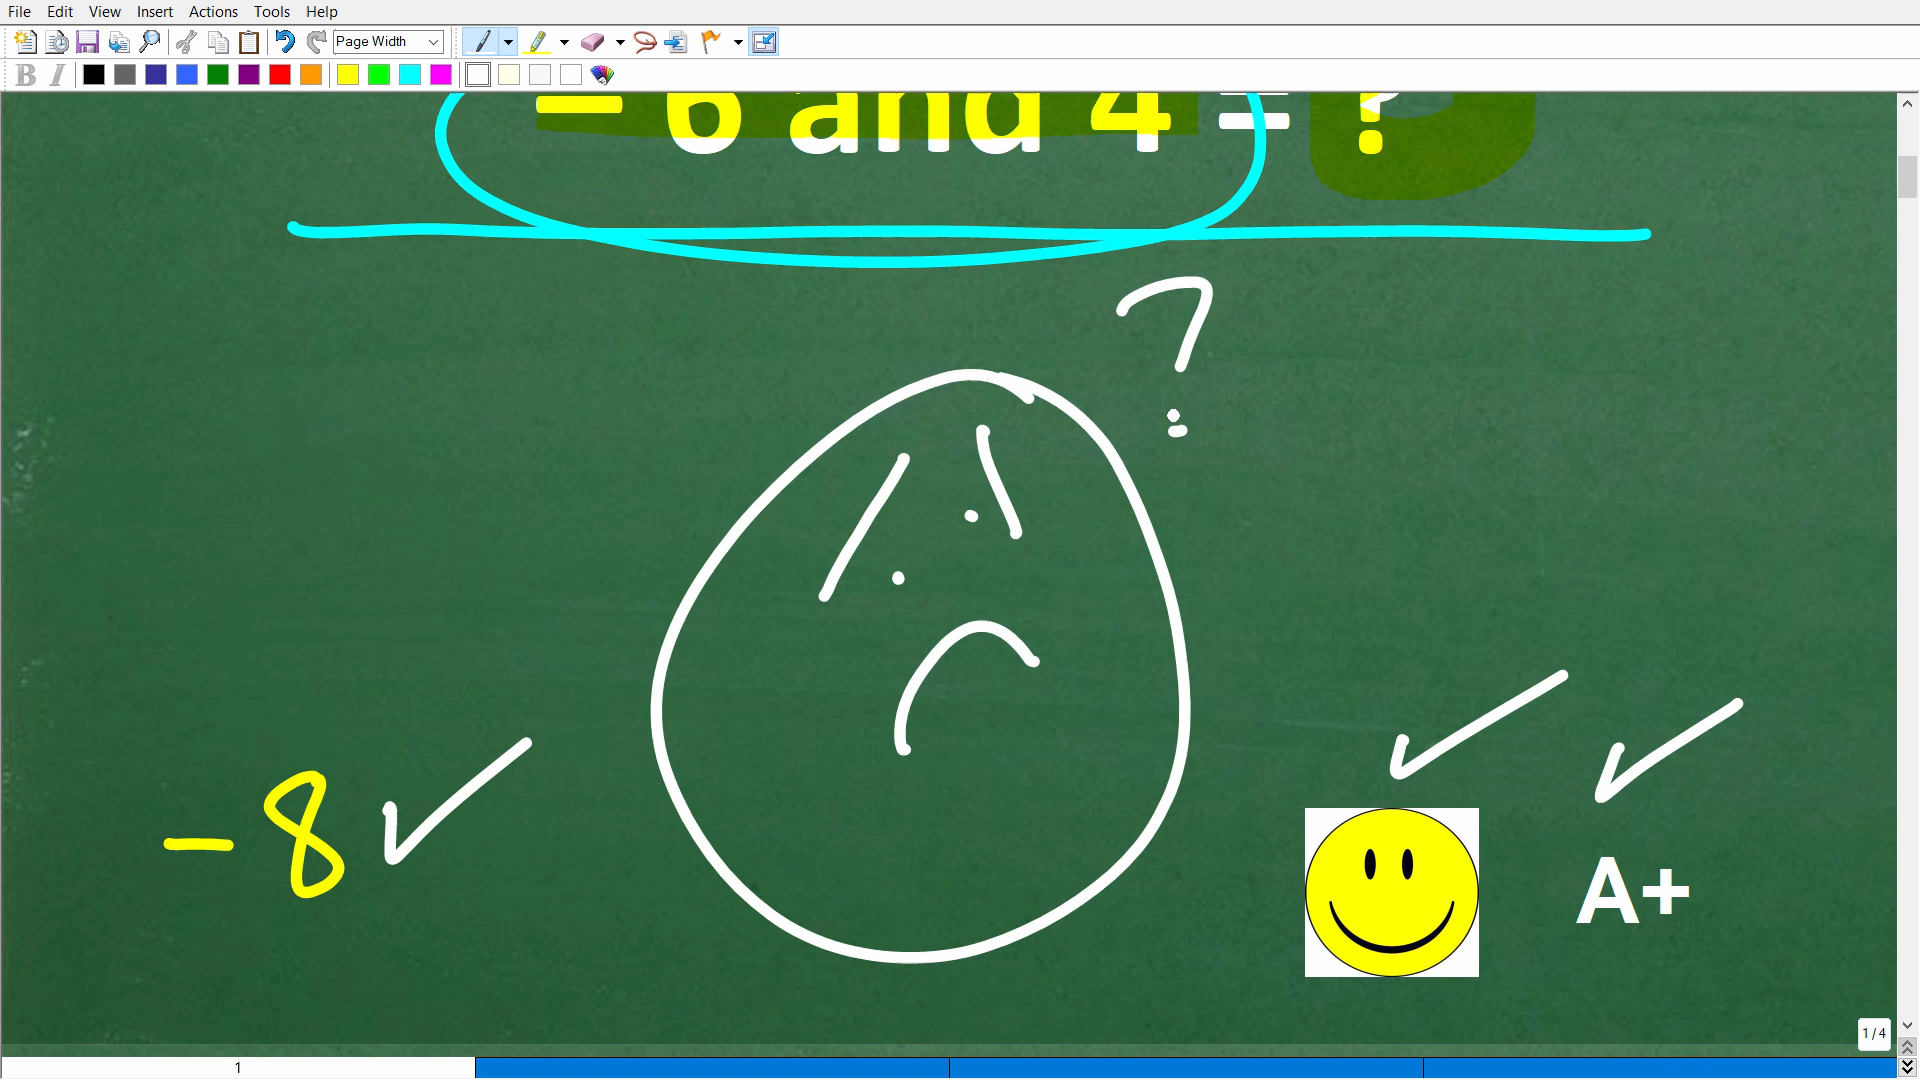 File Edit View Insert Actions Tools Help
Page Width
B I
– 6 and 4 = ?
?
-8
A+
1 / 4
1